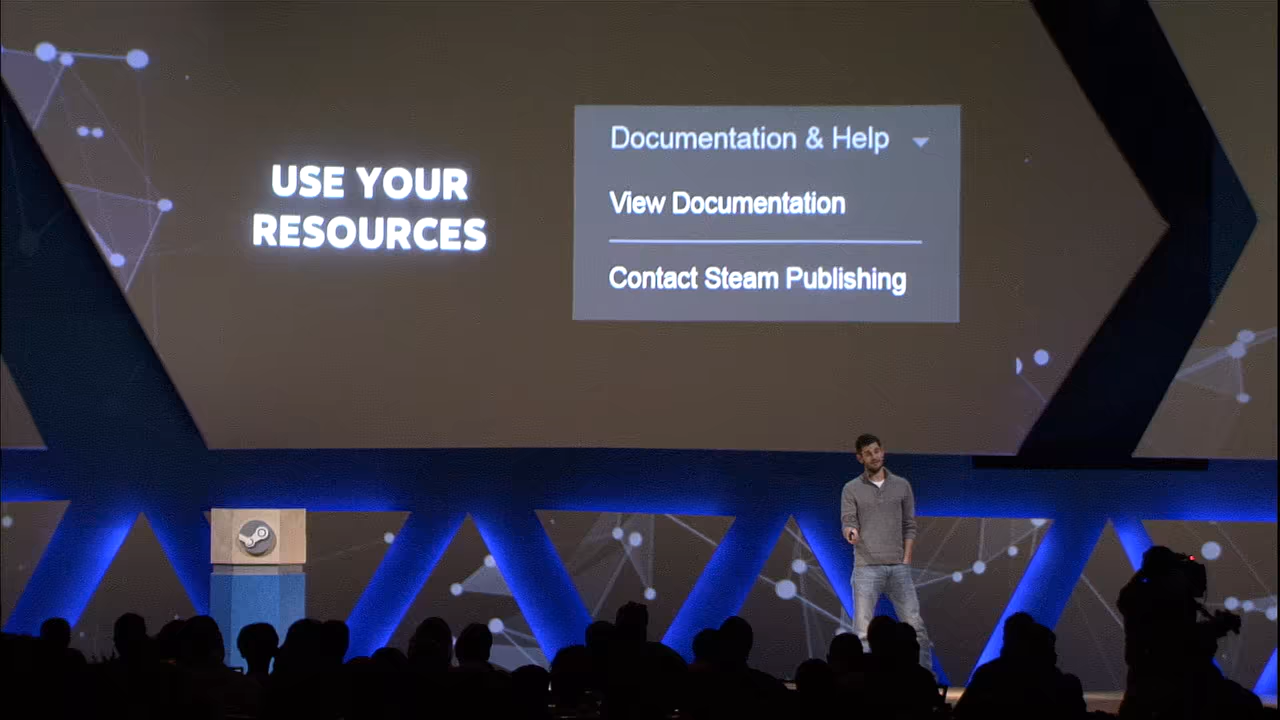 USE YOUR
RESOURCES
Documentation & Help
View Documentation
Contact Steam Publishing